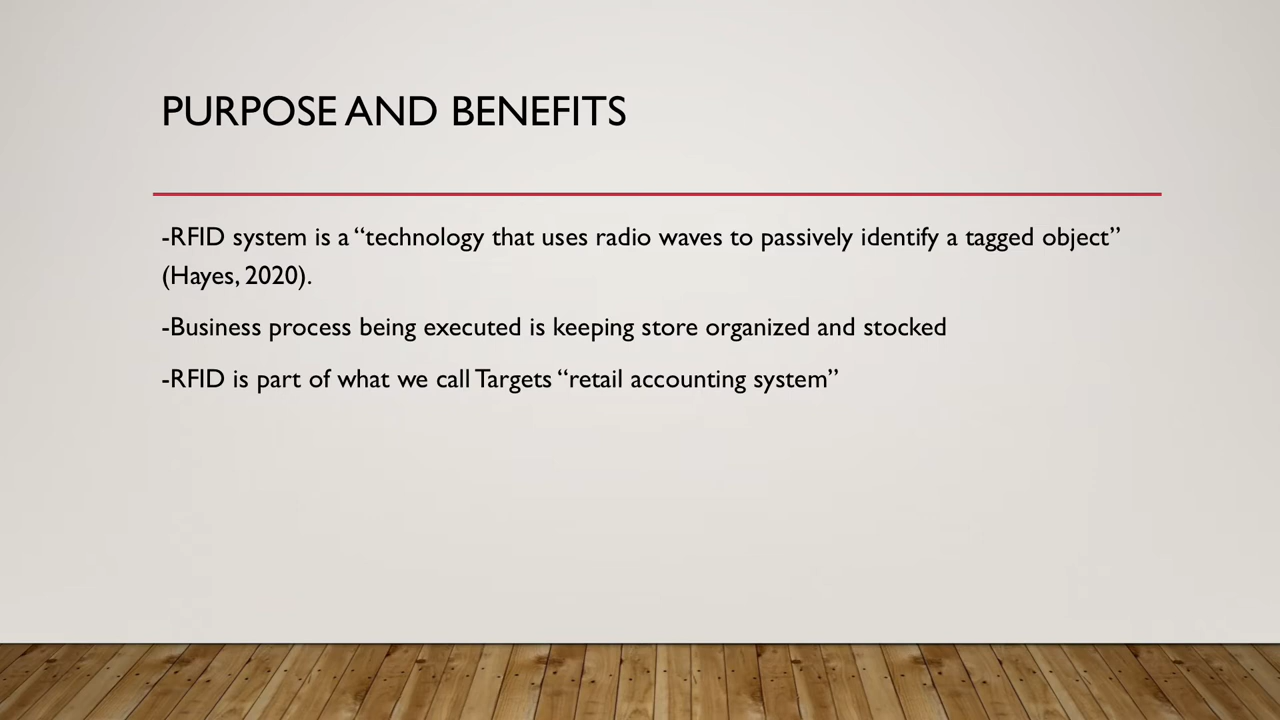 PURPOSE AND BENEFITS
-RFID system is a “technology that uses radio waves to passively identify a tagged object”
(Hayes, 2020).
-Business process being executed is keeping store organized and stocked
-RFID is part of what we call Targets “retail accounting system”